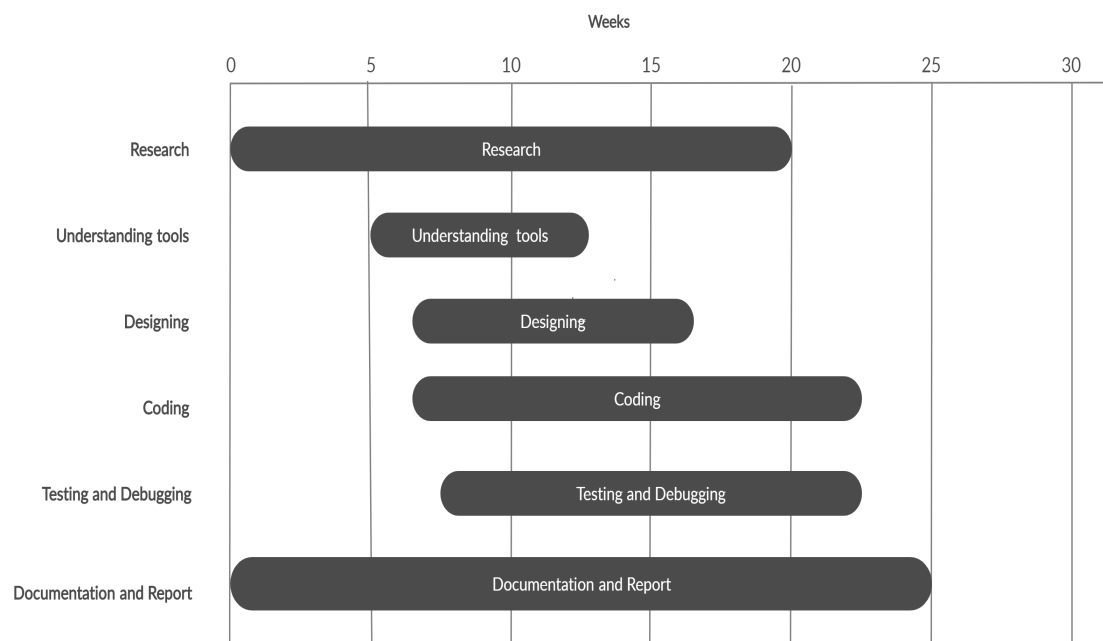 Weeks
0 5 10 15 20 25 30
Research Research
Understanding tools Understanding tools
Designing Designing
Coding Coding
Testing and Debugging Testing and Debugging
Documentation and Report Documentation and Report